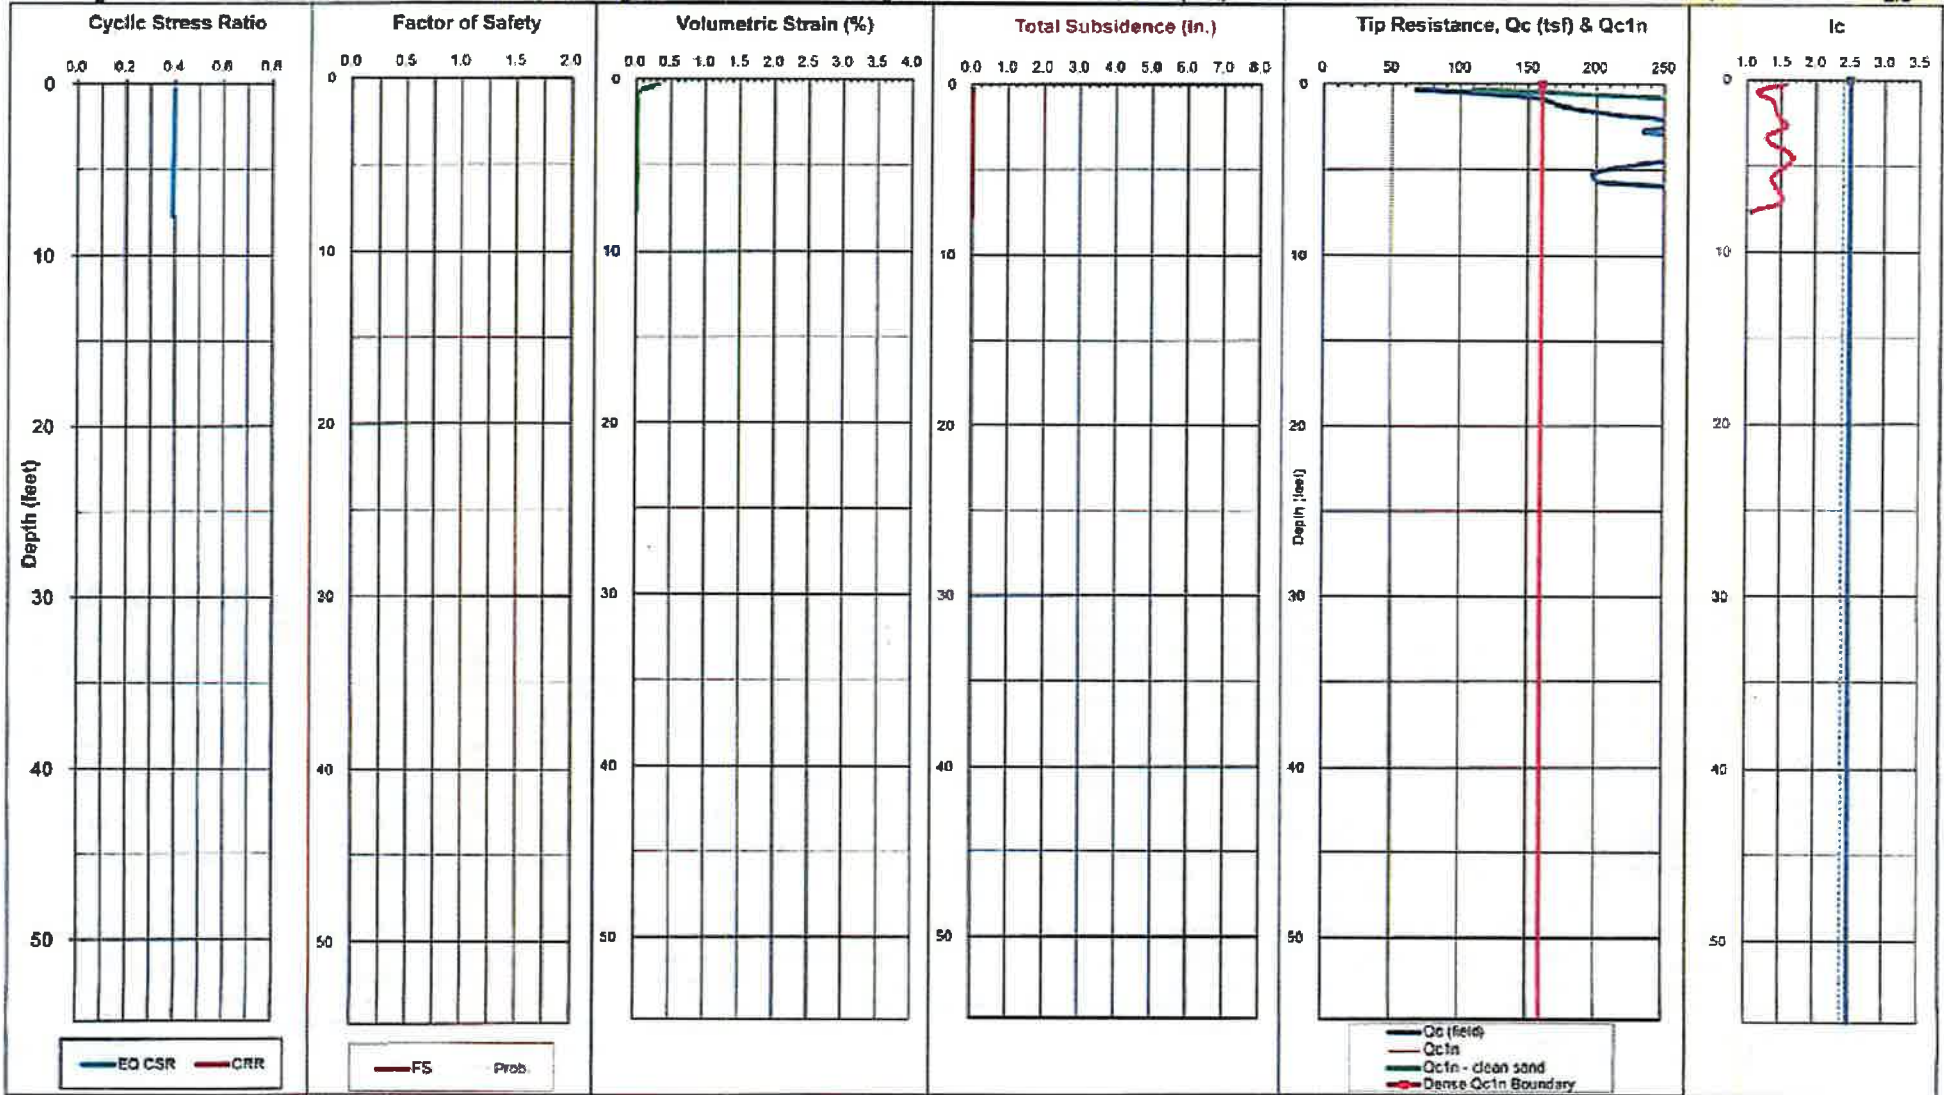 Cyclic Stress Ratio
0.0 0.2 0.4 0.6 0.8
0
10
20
30
40
50
Depth (feet)
EQ CSR CRR
Factor of Safety
0.0 0.5 1.0 1.5 2.0
0
10
20
30
40
50
FS Prob.
Volumetric Strain (%)
0.0 0.5 1.0 1.5 2.0 2.5 3.0 3.5 4.0
0
10
20
30
40
50
Total Subsidence (in.)
0.0 1.0 2.0 3.0 4.0 5.0 6.0 7.0 8.0
0
10
20
30
40
50
Tip Resistance, Qc (tsf) & Qc1n
0 50 100 150 200 250
0
10
20
30
40
50
Depth (feet)
Qc (field)
Qc1n
Qc1n - clean sand
Dense Qc1n Boundary
Ic
1.0 1.5 2.0 2.5 3.0 3.5
0
10
20
30
40
50